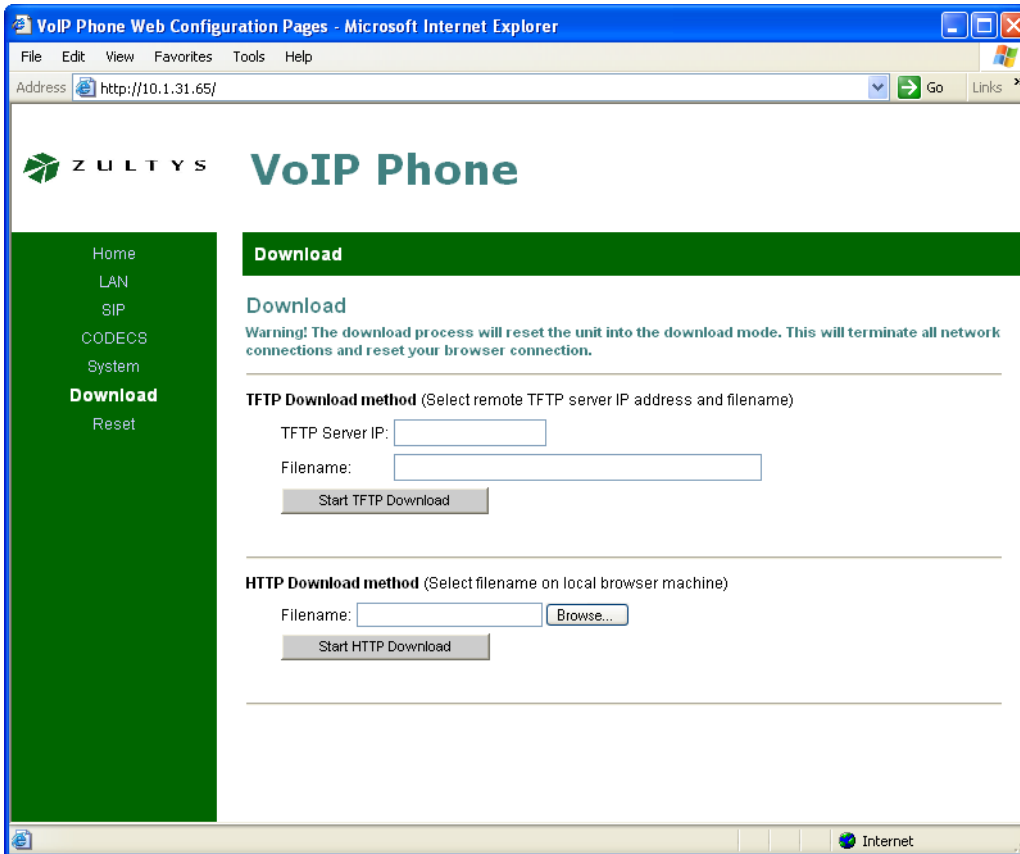 VoIP Phone Web Configuration Pages - Microsoft Internet Explorer
File Edit View Favorites Tools Help
Address http://10.1.31.65/ Go Links
ZULTYS VoIP Phone
Home
LAN
SIP
CODECS
System
Download
Reset
Download
Download
Warning! The download process will reset the unit into the download mode. This will terminate all network
connections and reset your browser connection.
TFTP Download method (Select remote TFTP server IP address and filename)
TFTP Server IP:
Filename:
Start TFTP Download
HTTP Download method (Select filename on local browser machine)
Filename: Browse...
Start HTTP Download
Internet